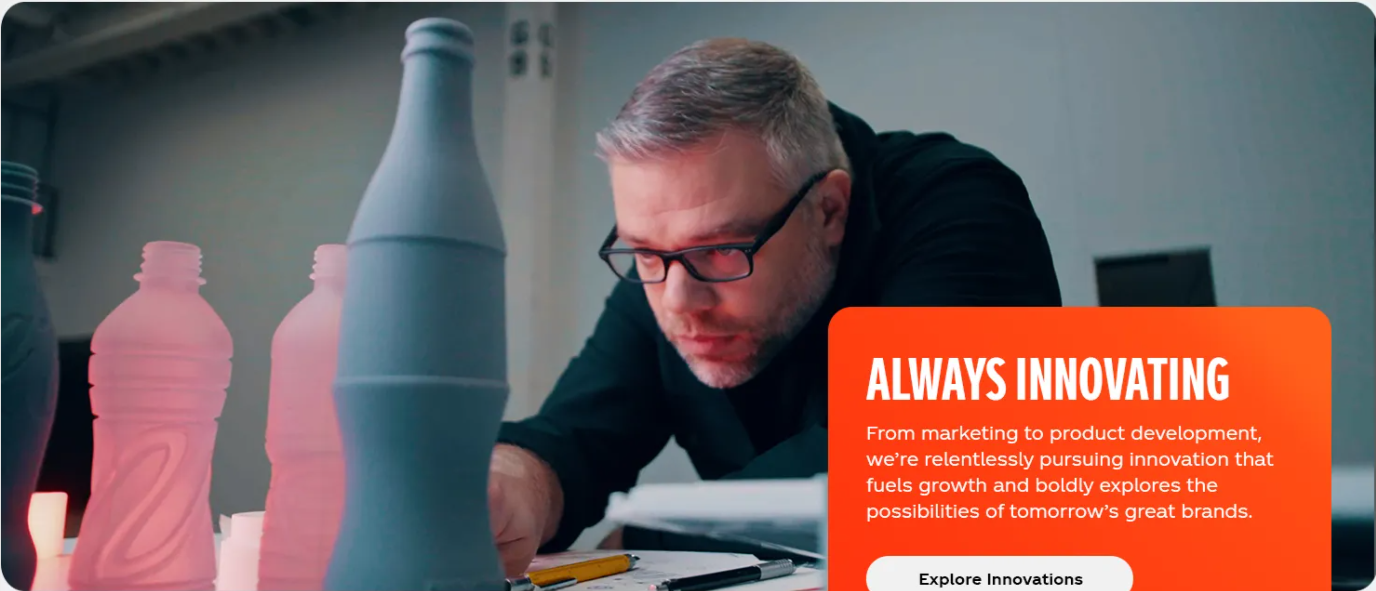 ALWAYS INNOVATING
From marketing to product development,
we're relentlessly pursuing innovation that
fuels growth and boldly explores the
possibilities of tomorrow's great brands.
Explore Innovations